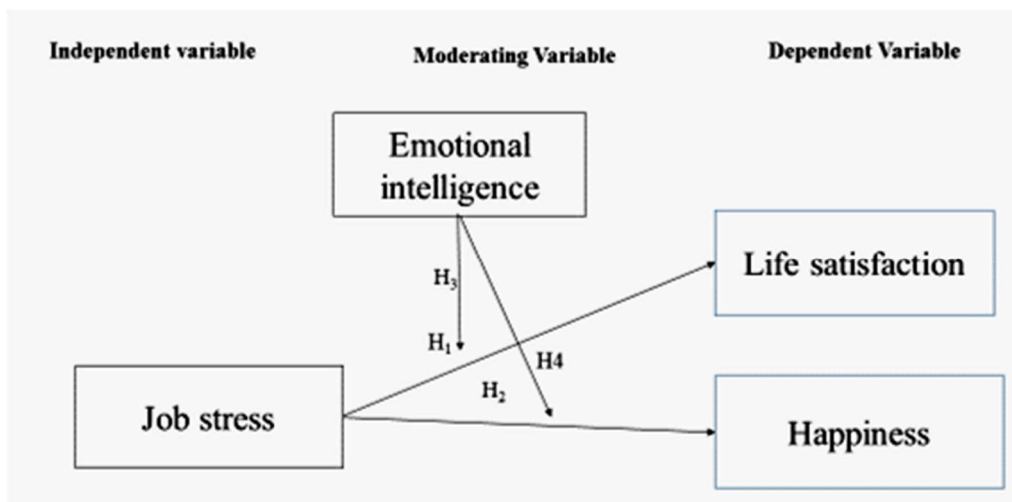 Independent variable
Moderating Variable
Dependent Variable
Emotional
intelligence
Life satisfaction
H₃
H₁
H4
H₂
Job stress
Happiness